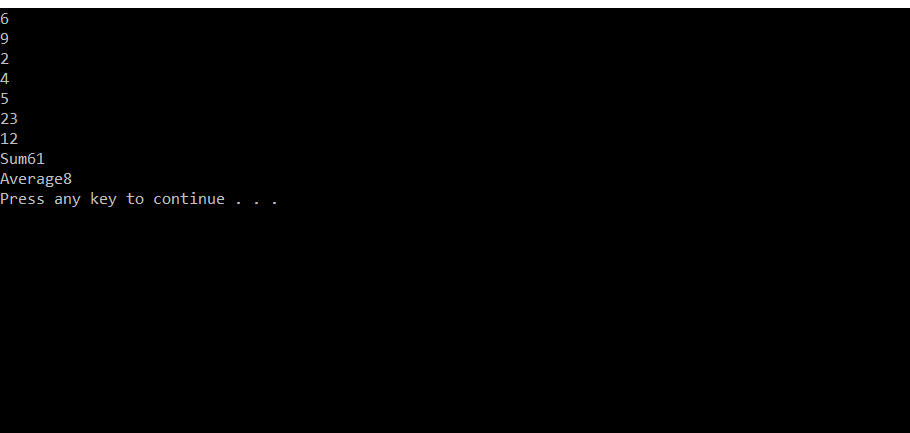 6
9
2
4
5
23
12
Sum61
Average8
Press any key to continue . . .